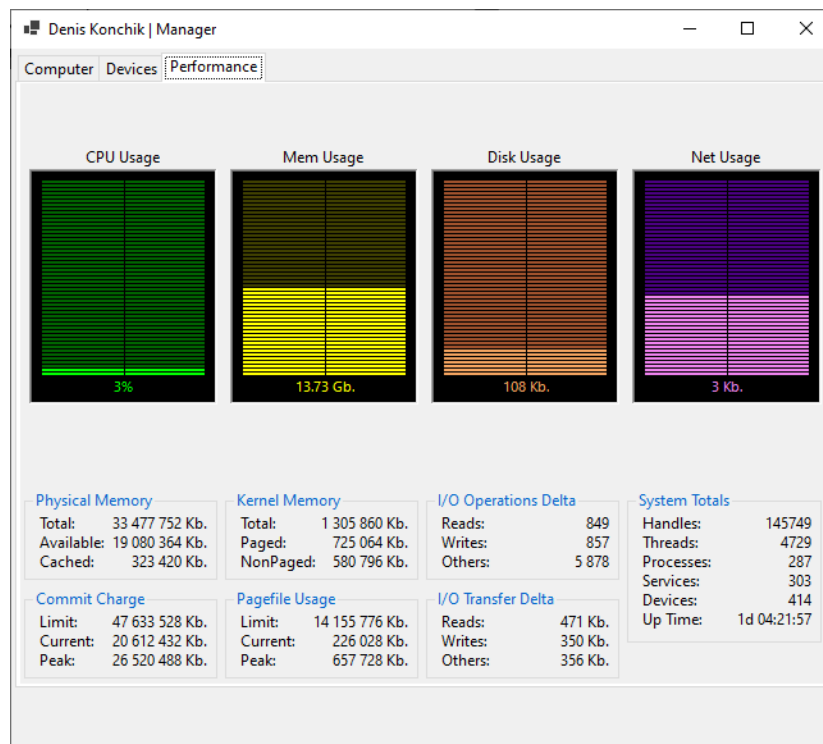 Denis Konchik | Manager
Computer Devices Performance
CPU Usage Mem Usage Disk Usage Net Usage
3% 13.73 Gb. 108 Kb. 3 Kb.
Physical Memory
Total: 33 477 752 Kb.
Available: 19 080 364 Kb.
Cached: 323 420 Kb.
Kernel Memory
Total: 1 305 860 Kb.
Paged: 725 064 Kb.
NonPaged: 580 796 Kb.
I/O Operations Delta
Reads: 849
Writes: 857
Others: 5 878
System Totals
Handles: 145749
Threads: 4729
Processes: 287
Services: 303
Devices: 414
Up Time: 1d 04:21:57
Commit Charge
Limit: 47 633 528 Kb.
Current: 20 612 432 Kb.
Peak: 26 520 488 Kb.
Pagefile Usage
Limit: 14 155 776 Kb.
Current: 226 028 Kb.
Peak: 657 728 Kb.
I/O Transfer Delta
Reads: 471 Kb.
Writes: 350 Kb.
Others: 356 Kb.